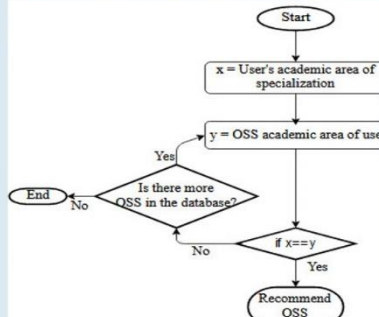 Start
x = User's academic area of
specialization
y = OSS academic area of use
Yes
Is there more
OSS in the database?
End
No
if x==y
No
Yes
Recommend
OSS